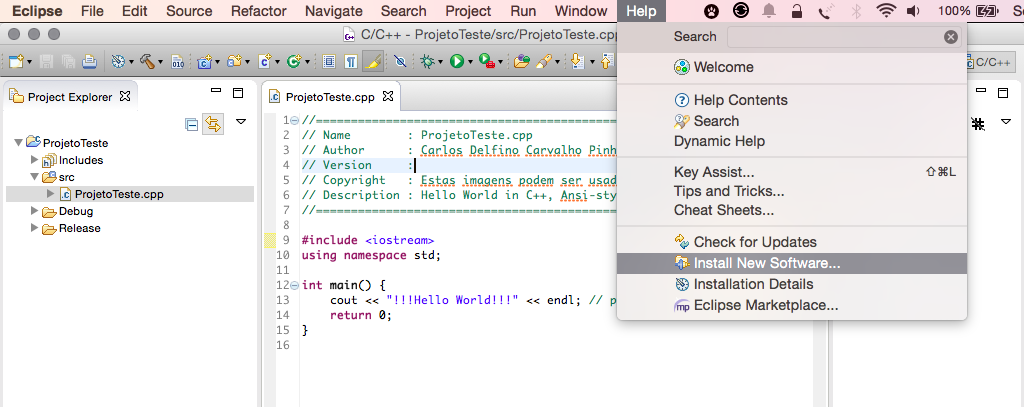 Eclipse File Edit Source Refactor Navigate Search Project Run Window Help 100%
C/C++ - ProjetoTeste/src/ProjetoTeste.cpp
C/C++
Project Explorer
ProjetoTeste
Includes
src
ProjetoTeste.cpp
Debug
Release
ProjetoTeste.cpp
1 //============================================
2 // Name : ProjetoTeste.cpp
3 // Author : Carlos Delfino Carvalho Pinh
4 // Version :
5 // Copyright : Estas imagens podem ser usad
6 // Description : Hello World in C++, Ansi-sty
7 //============================================
8
9 #include <iostream>
10 using namespace std;
11
12 int main() {
13 cout << "!!!Hello World!!!" << endl; // p
14 return 0;
15 }
16
Search
Welcome
Help Contents
Search
Dynamic Help
Key Assist... ⇧⌘L
Tips and Tricks...
Cheat Sheets...
Check for Updates
Install New Software...
Installation Details
Eclipse Marketplace...